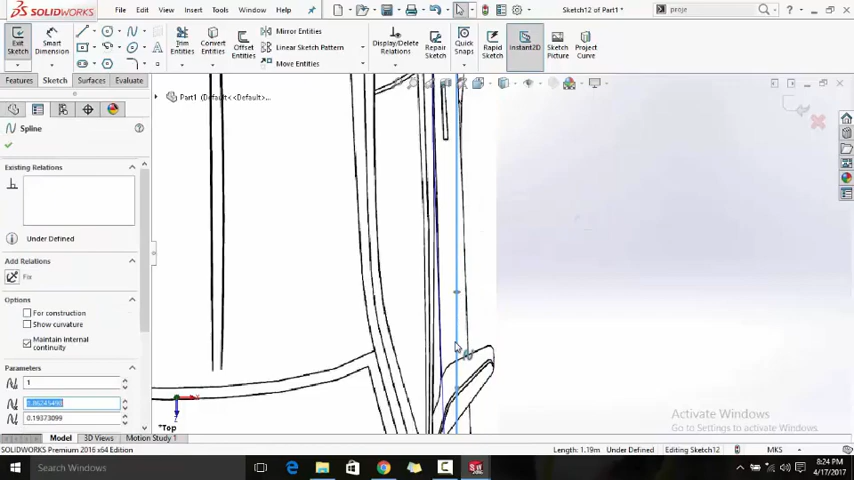 SOLIDWORKS
File
Edit
View
Insert
Tools
Window
Help
Sketch12 of Part1 *
proje
Exit Sketch
Smart Dimension
Trim Entities
Convert Entities
Offset Entities
Mirror Entities
Linear Sketch Pattern
Move Entities
Display/Delete Relations
Repair Sketch
Quick Snaps
Rapid Sketch
Instant2D
Sketch Picture
Project Curve
Features
Sketch
Surfaces
Evaluate
Part1 (Default<<Default>...
Spline
Existing Relations
Under Defined
Add Relations
Fix
Options
For construction
Show curvature
Maintain internal
continuity
Parameters
1
0.19373099
*Top
Model
3D Views
Motion Study 1
Activate Windows
Go to Settings to activate Windows.
SOLIDWORKS Premium 2016 x64 Edition
Length: 1.19m
Under Defined
Editing Sketch12
MKS
Search Windows
8:24 PM
4/17/2017